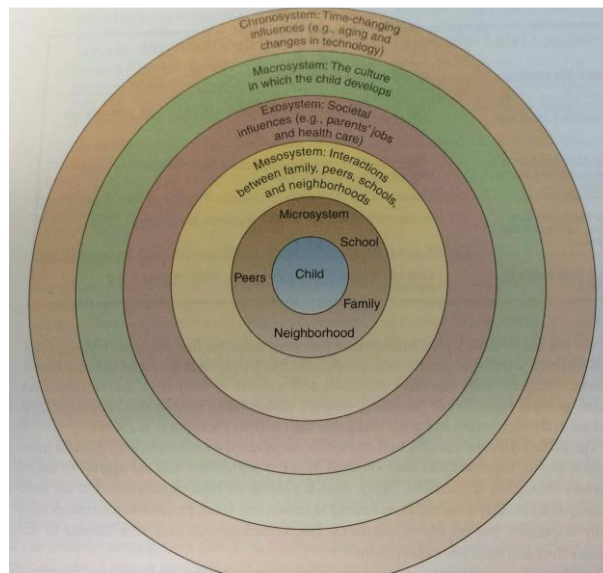 Chronosystem: Time-changing
influences (e.g., aging and
changes in technology)
Macrosystem: The culture
in which the child develops
Exosystem: Societal
influences (e.g., parents' jobs
and health care)
Mesosystem: Interactions
between family, peers, schools,
and neighborhoods
Microsystem
School
Peers
Child
Family
Neighborhood